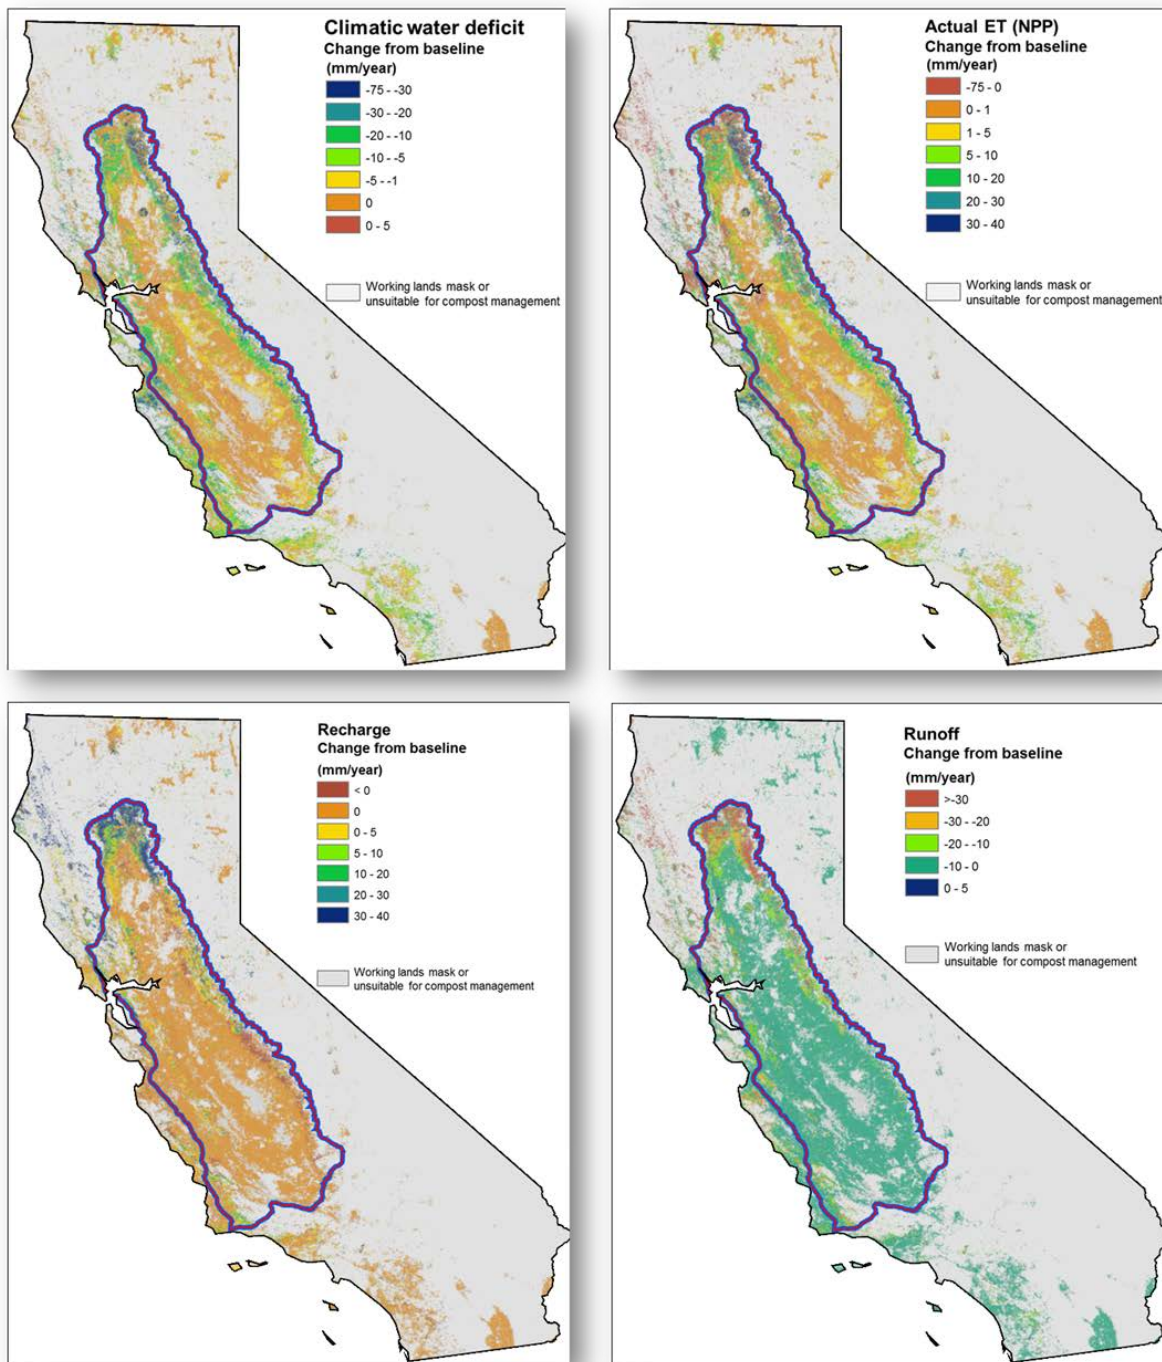 Climatic water deficit
Change from baseline
(mm/year)
-75 - -30
-30 - -20
-20 - -10
-10 - -5
-5 - -1
0
0 - 5
Working lands mask or
unsuitable for compost management
Actual ET (NPP)
Change from baseline
(mm/year)
-75 - 0
0 - 1
1 - 5
5 - 10
10 - 20
20 - 30
30 - 40
Working lands mask or
unsuitable for compost management
Recharge
Change from baseline
(mm/year)
< 0
0
0 - 5
5 - 10
10 - 20
20 - 30
30 - 40
Working lands mask or
unsuitable for compost management
Runoff
Change from baseline
(mm/year)
>-30
-30 - -20
-20 - -10
-10 - 0
0 - 5
Working lands mask or
unsuitable for compost management